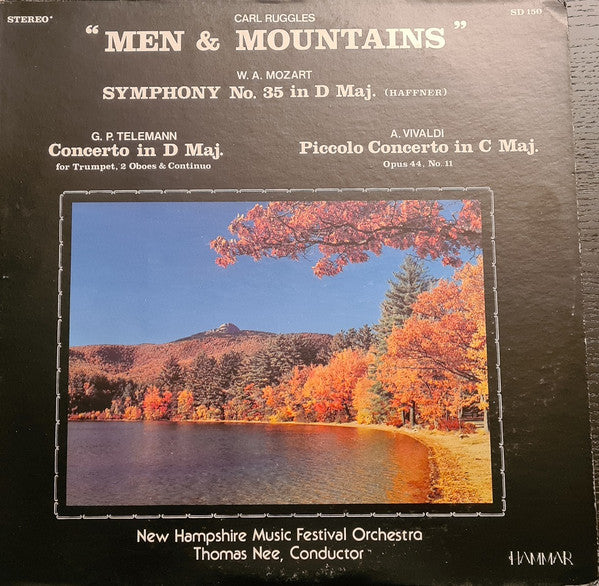 STEREO*
CARL RUGGLES
SD 150
"MEN & MOUNTAINS"
W. A. MOZART
SYMPHONY No. 35 in D Maj. (HAFFNER)
G. P. TELEMANN
Concerto in D Maj.
for Trumpet, 2 Oboes & Continuo
A. VIVALDI
Piccolo Concerto in C Maj.
Opus 44, No. 11
New Hampshire Music Festival Orchestra
Thomas Nee, Conductor
HAMMAR